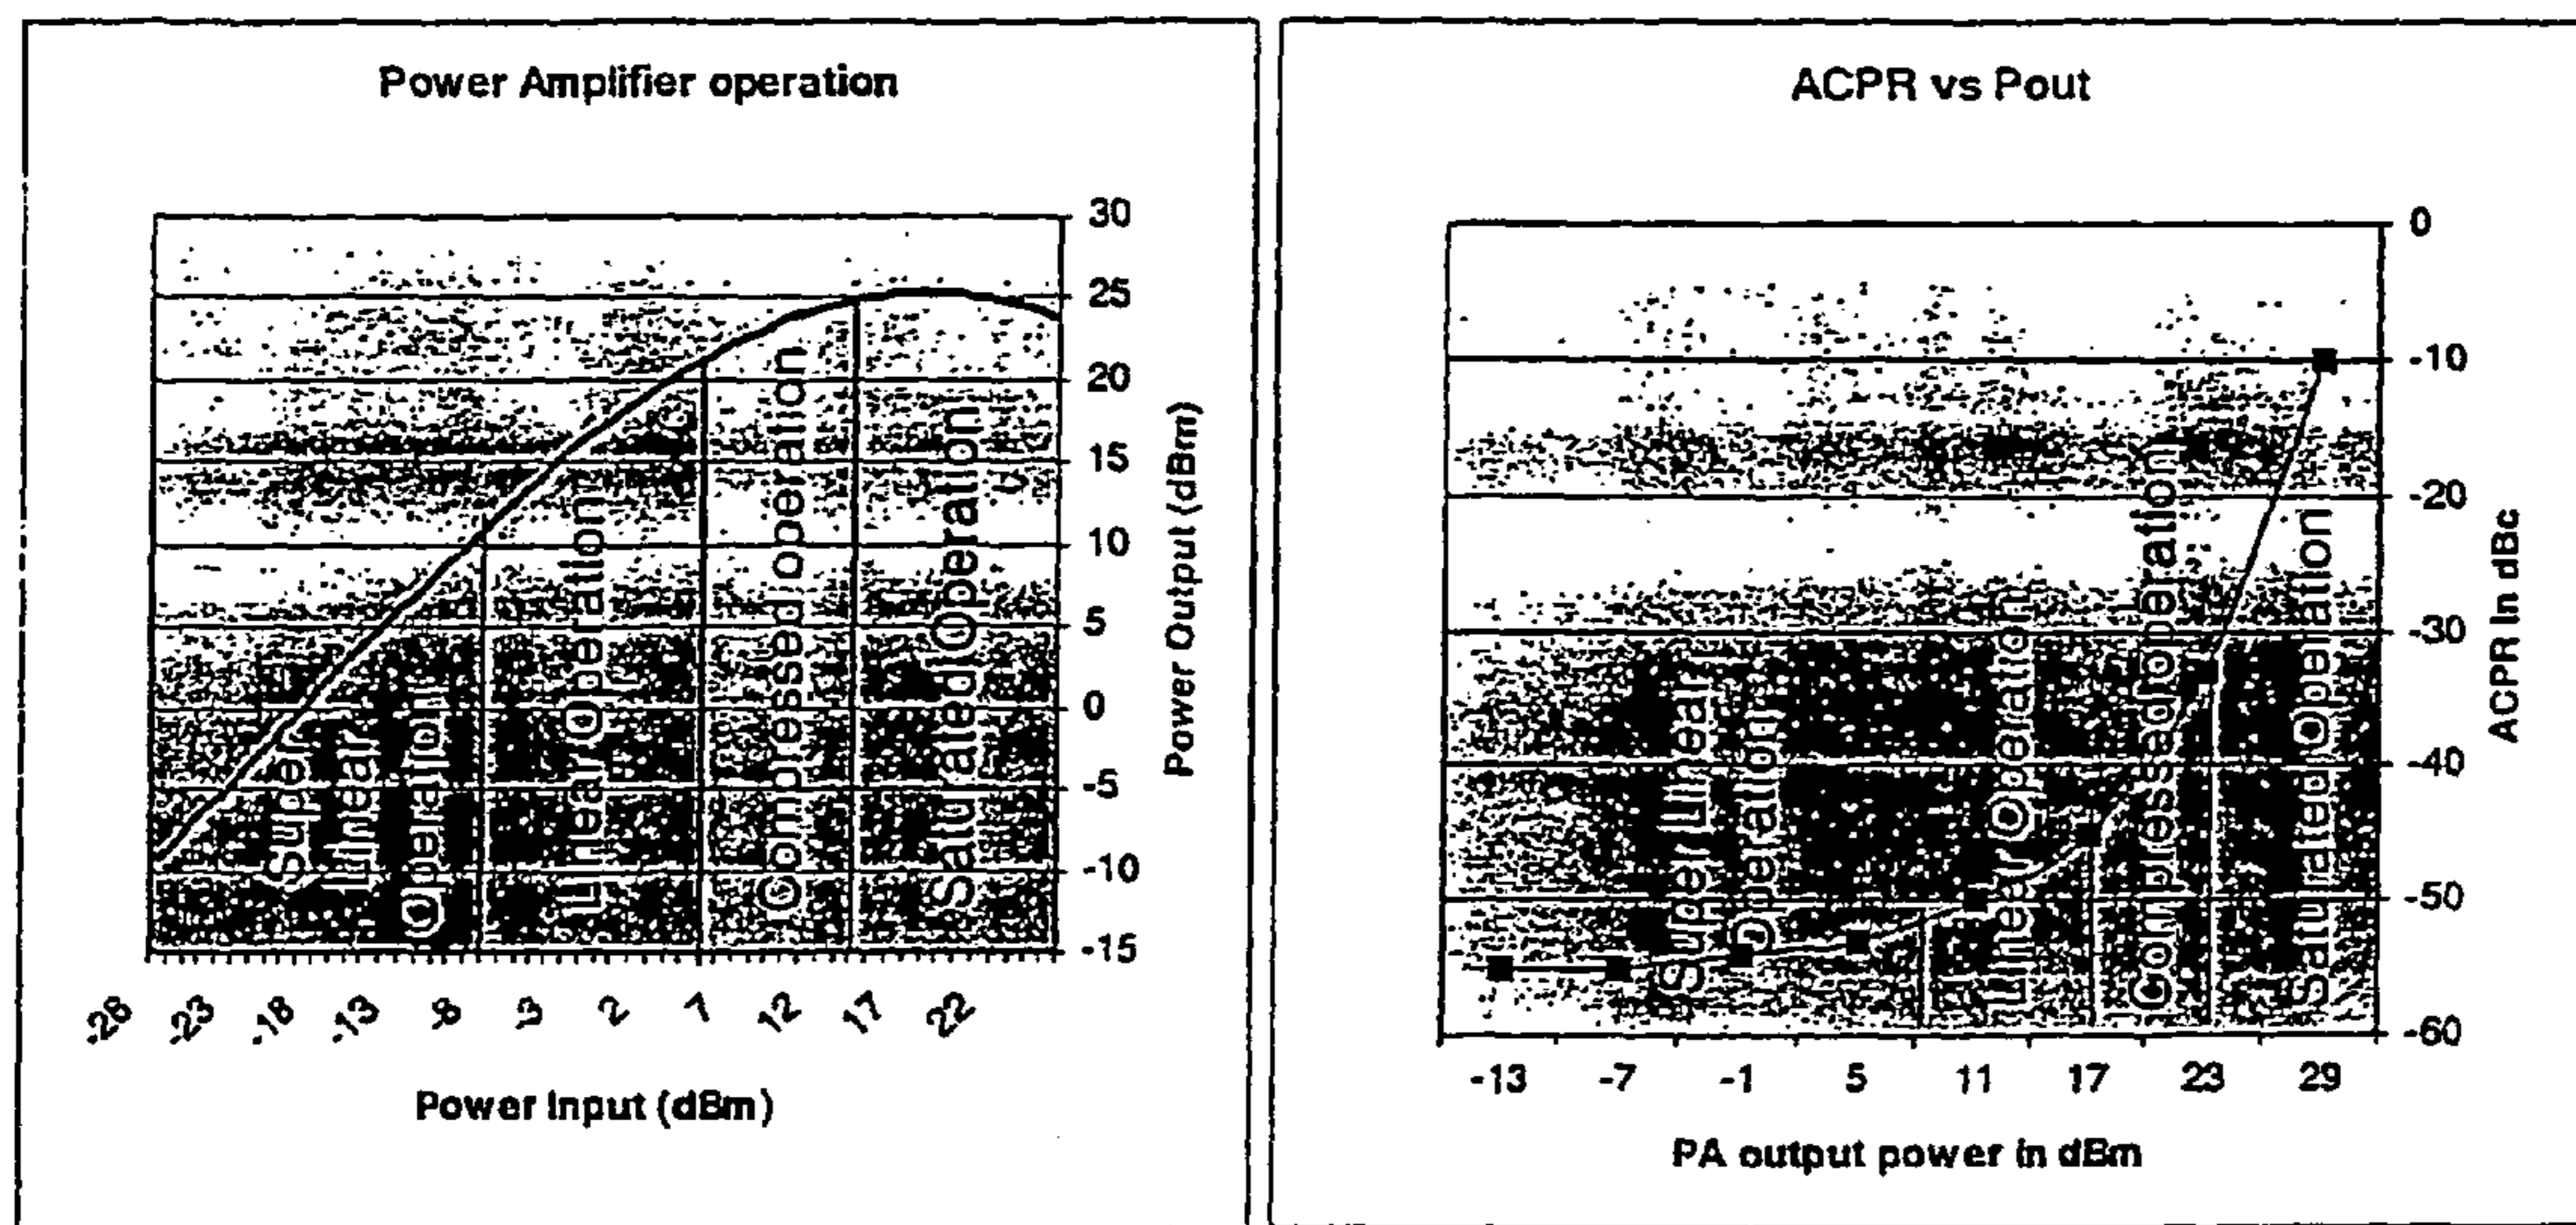 Power Amplifier operation
30
25
20
15
10
5
0
-5
-10
-15
Power Output (dBm)
Super
Linear
Operation
Linear Operation
Compressed operation
Saturated Operation
-28
-23
-18
-13
-8
-3
2
7
12
17
22
Power Input (dBm)
ACPR vs Pout
0
-10
-20
-30
-40
-50
-60
ACPR in dBc
Super Linear
Operation
Linear Operation
Compressed operation
Saturated Operation
-13
-7
-1
5
11
17
23
29
PA output power in dBm